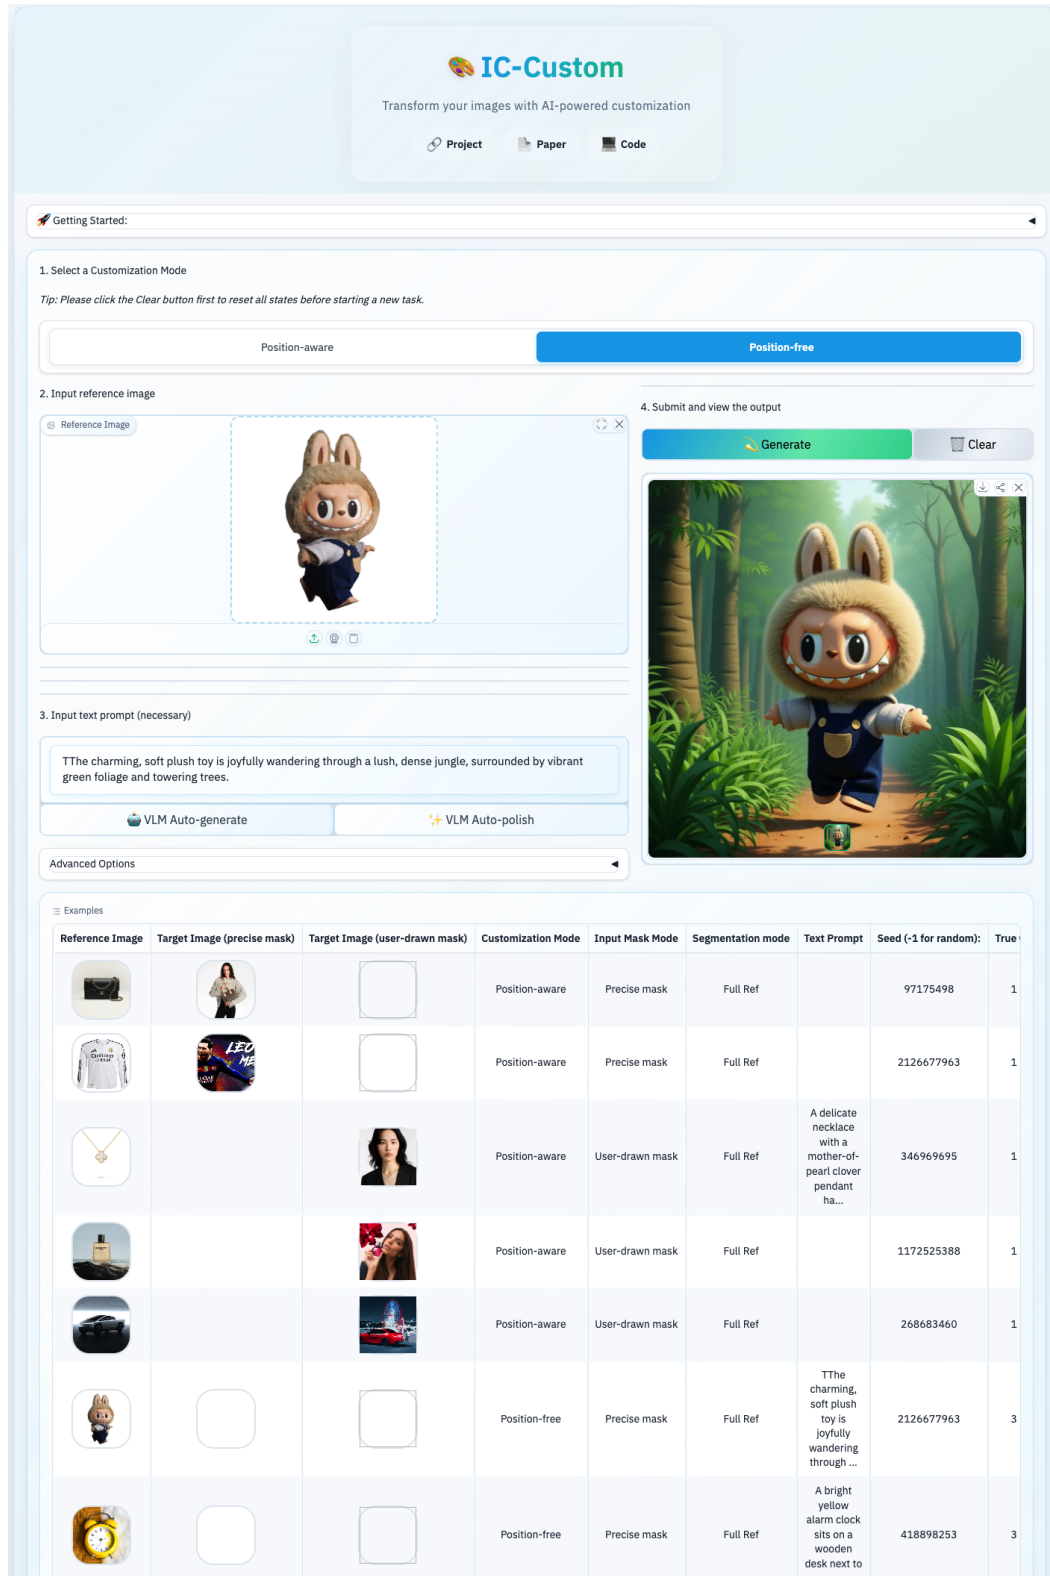 IC-Custom
Transform your images with AI-powered customization
Project Paper Code
Getting Started:
1. Select a Customization Mode
Tip: Please click the Clear button first to reset all states before starting a new task.
Position-aware Position-free
2. Input reference image
Reference Image
3. Input text prompt (necessary)
TThe charming, soft plush toy is joyfully wandering through a lush, dense jungle, surrounded by vibrant
green foliage and towering trees.
VLM Auto-generate VLM Auto-polish
Advanced Options
4. Submit and view the output
Generate Clear
Examples
Reference Image Target Image (precise mask) Target Image (user-drawn mask) Customization Mode Input Mask Mode Segmentation mode Text Prompt Seed (-1 for random): True
Position-aware Precise mask Full Ref 97175498 1
LEO
ME
Position-aware Precise mask Full Ref 2126677963 1
Position-aware User-drawn mask Full Ref
A delicate
necklace
with a
mother-of-
pearl clover
pendant
ha...
346969695 1
Position-aware User-drawn mask Full Ref 1172525388 1
Position-aware User-drawn mask Full Ref 268683460 1
Position-free Precise mask Full Ref
TThe
charming,
soft plush
toy is
joyfully
wandering
through ...
2126677963 3
Position-free Precise mask Full Ref
A bright
yellow
alarm clock
sits on a
wooden
desk next to
418898253 3